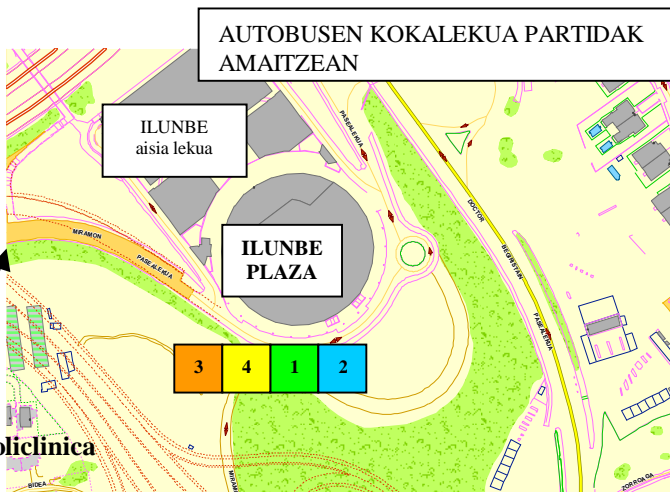 AUTOBUSEN KOKALEKUA PARTIDAK
AMAITZEAN
ILUNBE
aisia lekua
PASEALEKUA
DOCTOR
BEGIRISTAIN
PASEALEKUA
MIRAMON
PASEALEKUA
ILUNBE
PLAZA
3 4 1 2
oliclinica
BIDEA
MIRAM
ZORROAGA